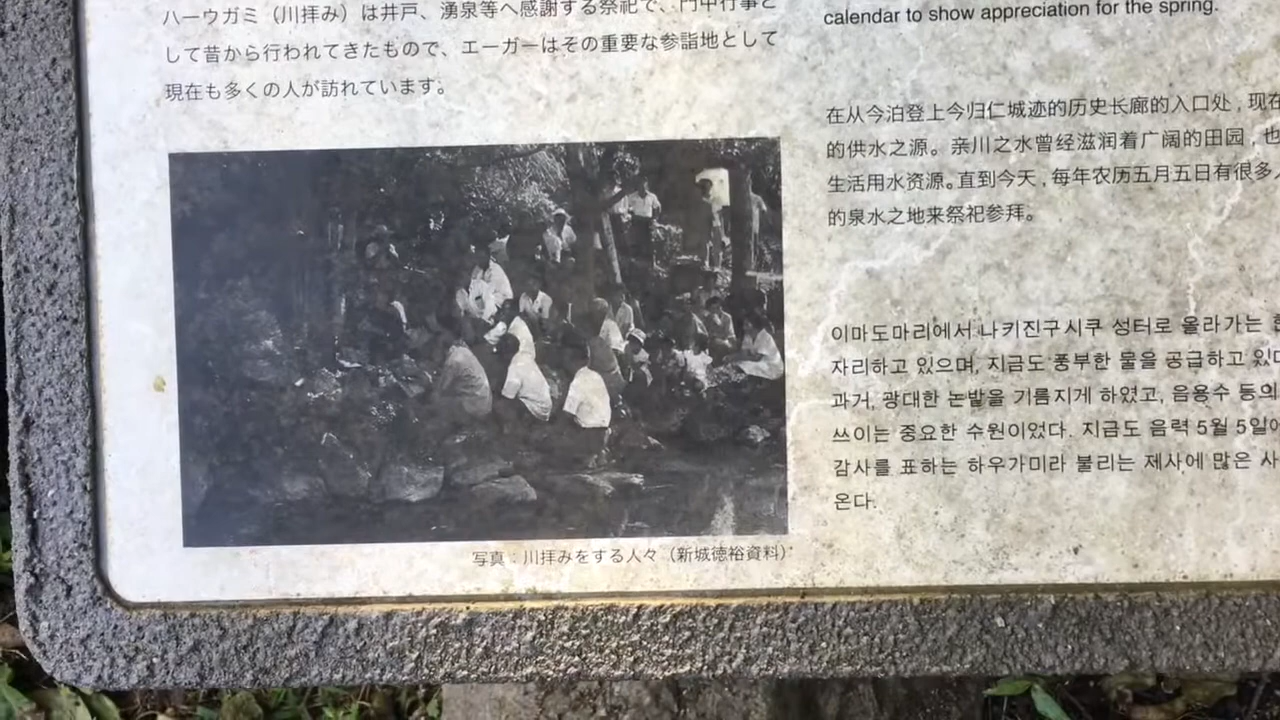 ハーウガミ（川拝み）は井戸、湧泉等へ感謝する祭祀で、門中行事と
して昔から行われてきたもので、エーガーはその重要な参詣地として
現在も多くの人が訪れています。
写真：川拝みをする人々（新城徳裕資料）
calendar to show appreciation for the spring.
在从今泊登上今归仁城迹的历史长廊的入口处，现在
的供水之源。亲川之水曾经滋润着广阔的田园，也
生活用水资源。直到今天，每年农历五月五日有很多
的泉水之地来祭祀参拜。
이마도마리에서 나키진구시쿠 성터로 올라가는
자리하고 있으며, 지금도 풍부한 물을 공급하고 있다
과거, 광대한 논밭을 기름지게 하였고, 음용수 등의
쓰이는 중요한 수원이었다. 지금도 음력 5월 5일에
감사를 표하는 하우가미라 불리는 제사에 많은 사
온다.